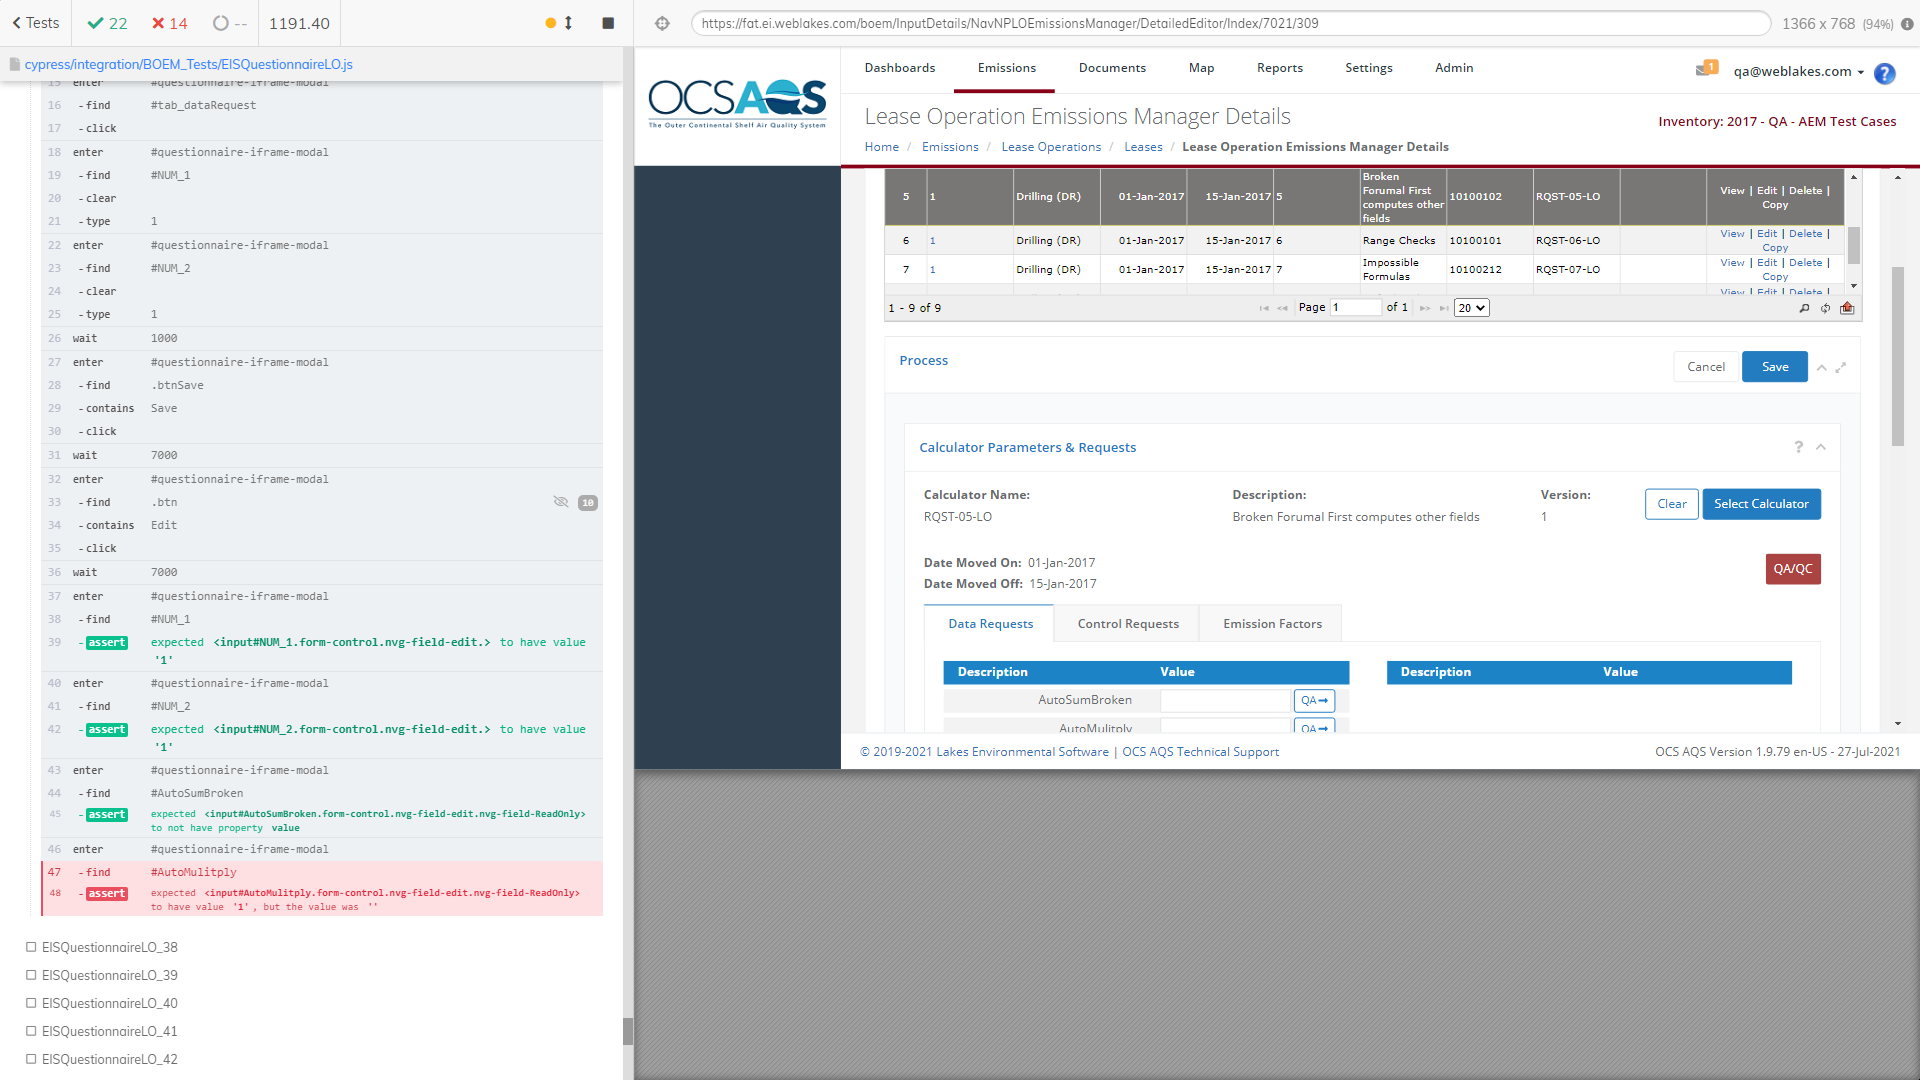 Tests
22
14
--
1191.40
https://fat.ei.weblakes.com/boem/InputDetails/NavNPLOEmissionsManager/DetailedEditor/Index/7021/309
1366 x 768 (94%)
cypress/integration/BOEM_Tests/EISQuestionnaireLO.js
15 enter #questionnaire-iframe-modal
16 -find #tab_dataRequest
17 -click
18 enter #questionnaire-iframe-modal
19 -find #NUM_1
20 -clear
21 -type 1
22 enter #questionnaire-iframe-modal
23 -find #NUM_2
24 -clear
25 -type 1
26 wait 1000
27 enter #questionnaire-iframe-modal
28 -find .btnSave
29 -contains Save
30 -click
31 wait 7000
32 enter #questionnaire-iframe-modal
33 -find .btn 10
34 -contains Edit
35 -click
36 wait 7000
37 enter #questionnaire-iframe-modal
38 -find #NUM_1
39 -assert expected <input#NUM_1.form-control.nvg-field-edit.> to have value
'1'
40 enter #questionnaire-iframe-modal
41 -find #NUM_2
42 -assert expected <input#NUM_2.form-control.nvg-field-edit.> to have value
'1'
43 enter #questionnaire-iframe-modal
44 -find #AutoSumBroken
45 -assert expected <input#AutoSumBroken.form-control.nvg-field-edit.nvg-field-ReadOnly>
to not have property value
46 enter #questionnaire-iframe-modal
47 -find #AutoMulitply
48 -assert expected <input#AutoMulitply.form-control.nvg-field-edit.nvg-field-ReadOnly>
to have value '1', but the value was ''
EISQuestionnaireLO_38
EISQuestionnaireLO_39
EISQuestionnaireLO_40
EISQuestionnaireLO_41
EISQuestionnaireLO_42
OCSAQS
The Outer Continental Shelf Air Quality System
Dashboards Emissions Documents Map Reports Settings Admin
1 qa@weblakes.com ?
Lease Operation Emissions Manager Details
Inventory: 2017 - QA - AEM Test Cases
Home / Emissions / Lease Operations / Leases / Lease Operation Emissions Manager Details
5 1 Drilling (DR) 01-Jan-2017 15-Jan-2017 5 Broken Forumal First computes other fields 10100102 RQST-05-LO View | Edit | Delete | Copy
6 1 Drilling (DR) 01-Jan-2017 15-Jan-2017 6 Range Checks 10100101 RQST-06-LO View | Edit | Delete | Copy
7 1 Drilling (DR) 01-Jan-2017 15-Jan-2017 7 Impossible Formulas 10100212 RQST-07-LO View | Edit | Delete | Copy
View | Edit | Delete |
1 - 9 of 9 Page 1 of 1 20
Process
Cancel Save
Calculator Parameters & Requests
?
Calculator Name: Description: Version:
RQST-05-LO Broken Forumal First computes other fields 1
Clear Select Calculator
Date Moved On: 01-Jan-2017
Date Moved Off: 15-Jan-2017
QA/QC
Data Requests Control Requests Emission Factors
Description Value Description Value
AutoSumBroken QA
AutoMulitply QA
© 2019-2021 Lakes Environmental Software | OCS AQS Technical Support
OCS AQS Version 1.9.79 en-US - 27-Jul-2021